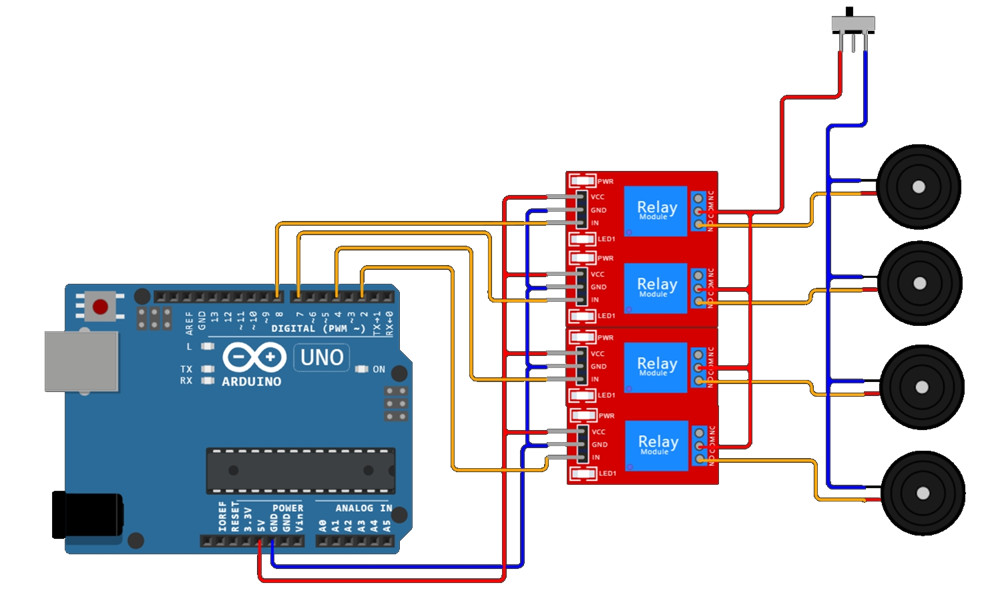 PWR
VCC
GND
IN
LED1
Relay
Module
NC
COM
NO
PWR
VCC
GND
IN
LED1
Relay
Module
NC
COM
NO
PWR
VCC
GND
IN
LED1
Relay
Module
NC
COM
NO
PWR
VCC
GND
IN
LED1
Relay
Module
NC
COM
NO
AREF
GND
13
12
~11
~10
~9
8
7
~6
~5
4
~3
2
TX→1
RX←0
DIGITAL (PWM ~)
L
TX
RX
UNO
ARDUINO
ON
IOREF
RESET
3.3V
5V
GND
GND
Vin
POWER
ANALOG IN
A0
A1
A2
A3
A4
A5